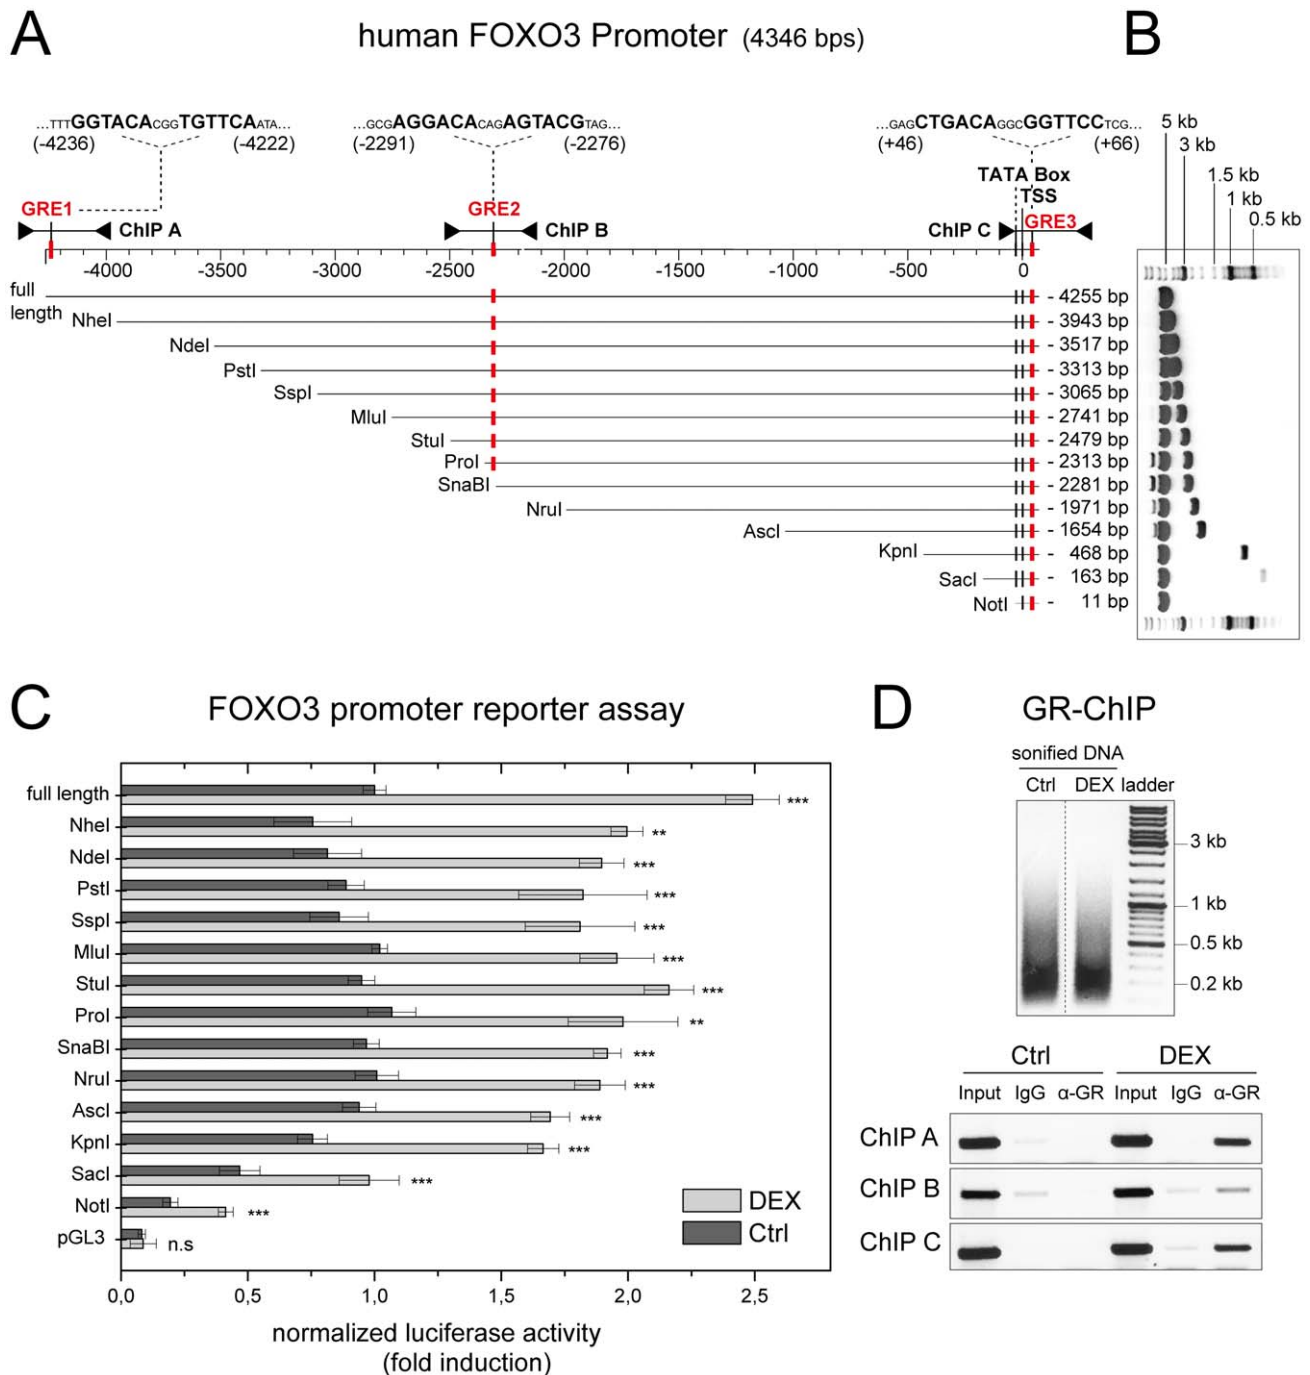 A
human FOXO3 Promoter (4346 bps)
B
...TTTGGTACACGGTGTTCAATA...
(-4236) (-4222)
...GCGAGGACACAGAGTACGTAG...
(-2291) (-2276)
...GAGCTGACAGGCGGTTCCTCG...
(+46) (+66)
5 kb
3 kb
1.5 kb
1 kb
0.5 kb
TATA Box
TSS
GRE1 GRE2 GRE3
ChIP A ChIP B ChIP C
-4000 -3500 -3000 -2500 -2000 -1500 -1000 -500 0
full length - 4255 bp
NheI - 3943 bp
NdeI - 3517 bp
PstI - 3313 bp
SspI - 3065 bp
MluI - 2741 bp
StuI - 2479 bp
ProI - 2313 bp
SnaBI - 2281 bp
NruI - 1971 bp
AscI - 1654 bp
KpnI - 468 bp
SacI - 163 bp
NotI - 11 bp
C
FOXO3 promoter reporter assay
full length ***
NheI **
NdeI ***
PstI ***
SspI ***
MluI ***
StuI ***
ProI **
SnaBI ***
NruI ***
AscI ***
KpnI ***
SacI ***
NotI ***
pGL3 n.s
DEX
Ctrl
0,0 0,5 1,0 1,5 2,0 2,5
normalized luciferase activity
(fold induction)
D
GR-ChIP
sonified DNA
Ctrl DEX ladder
3 kb
1 kb
0.5 kb
0.2 kb
Ctrl DEX
Input IgG α-GR Input IgG α-GR
ChIP A
ChIP B
ChIP C